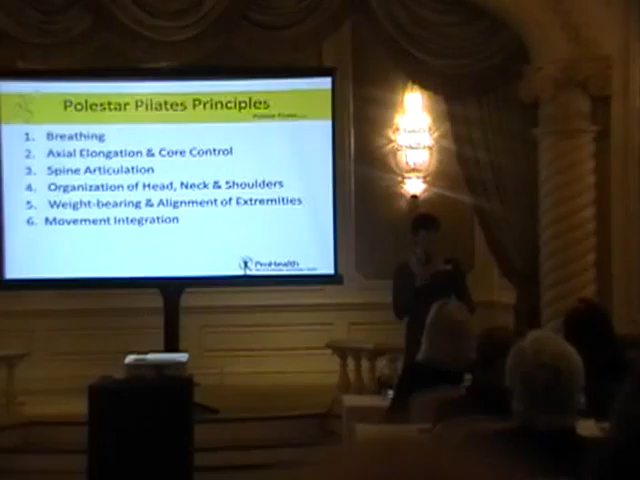 Polestar Pilates Principles
1. Breathing
2. Axial Elongation & Core Control
3. Spine Articulation
4. Organization of Head, Neck & Shoulders
5. Weight-bearing & Alignment of Extremities
6. Movement Integration
ProHealth